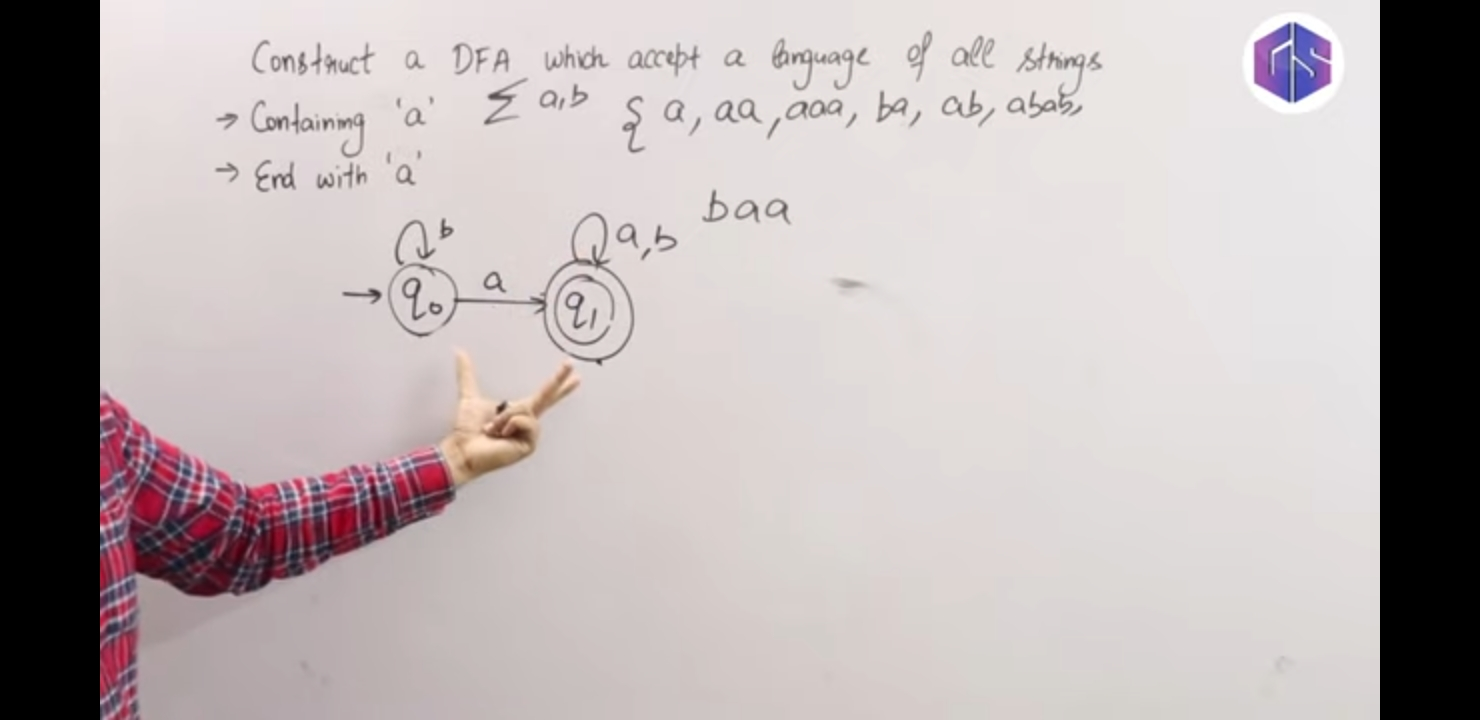 Construct a DFA which accept a language of all strings
→ Containing 'a' Σ a,b { a, aa, aaa, ba, ab, abab,
→ End with 'a'
baa
b
a,b
a
q₀
q₁
GS